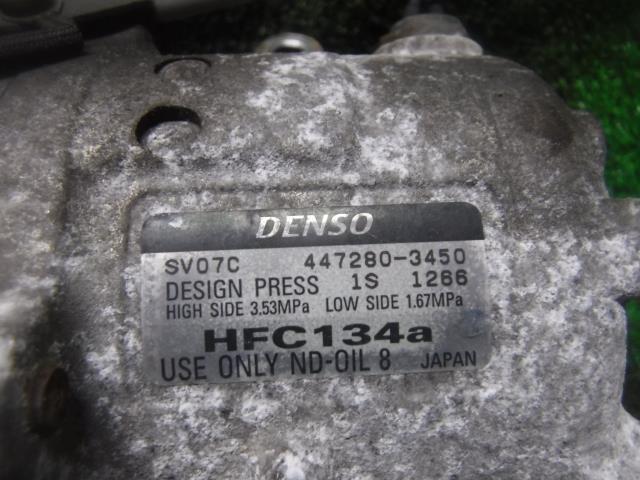 DENSO
SV07C 447280-3450
DESIGN PRESS 1S 1266
HIGH SIDE 3.53MPa LOW SIDE 1.67MPa
HFC134a
USE ONLY ND-OIL 8 JAPAN